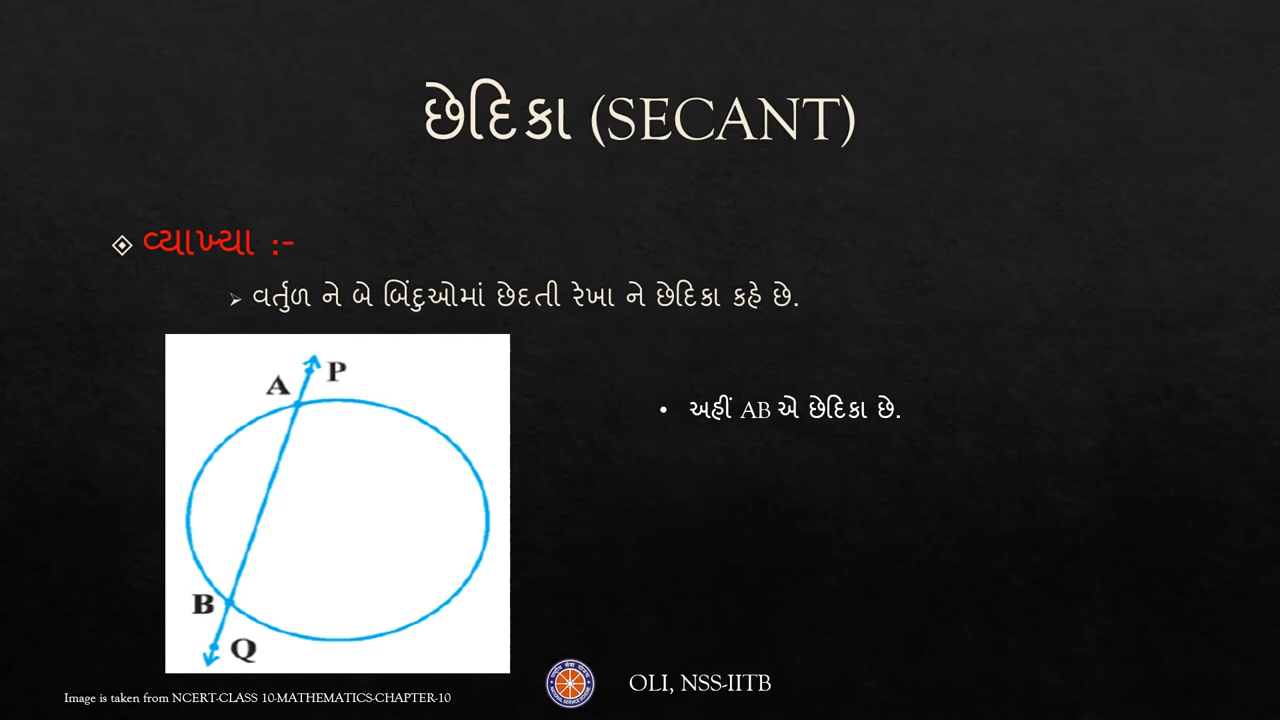 છેદિકા (SECANT)
વ્યાખ્યા :-
વર્તુળ ને બે બિંદુઓમાં છેદતી રેખા ને છેદિકા કહે છે.
P
A
• અહીં AB એ છેદિકા છે.
B
Q
OLI, NSS-IITB
Image is taken from NCERT-CLASS 10-MATHEMATICS-CHAPTER-10